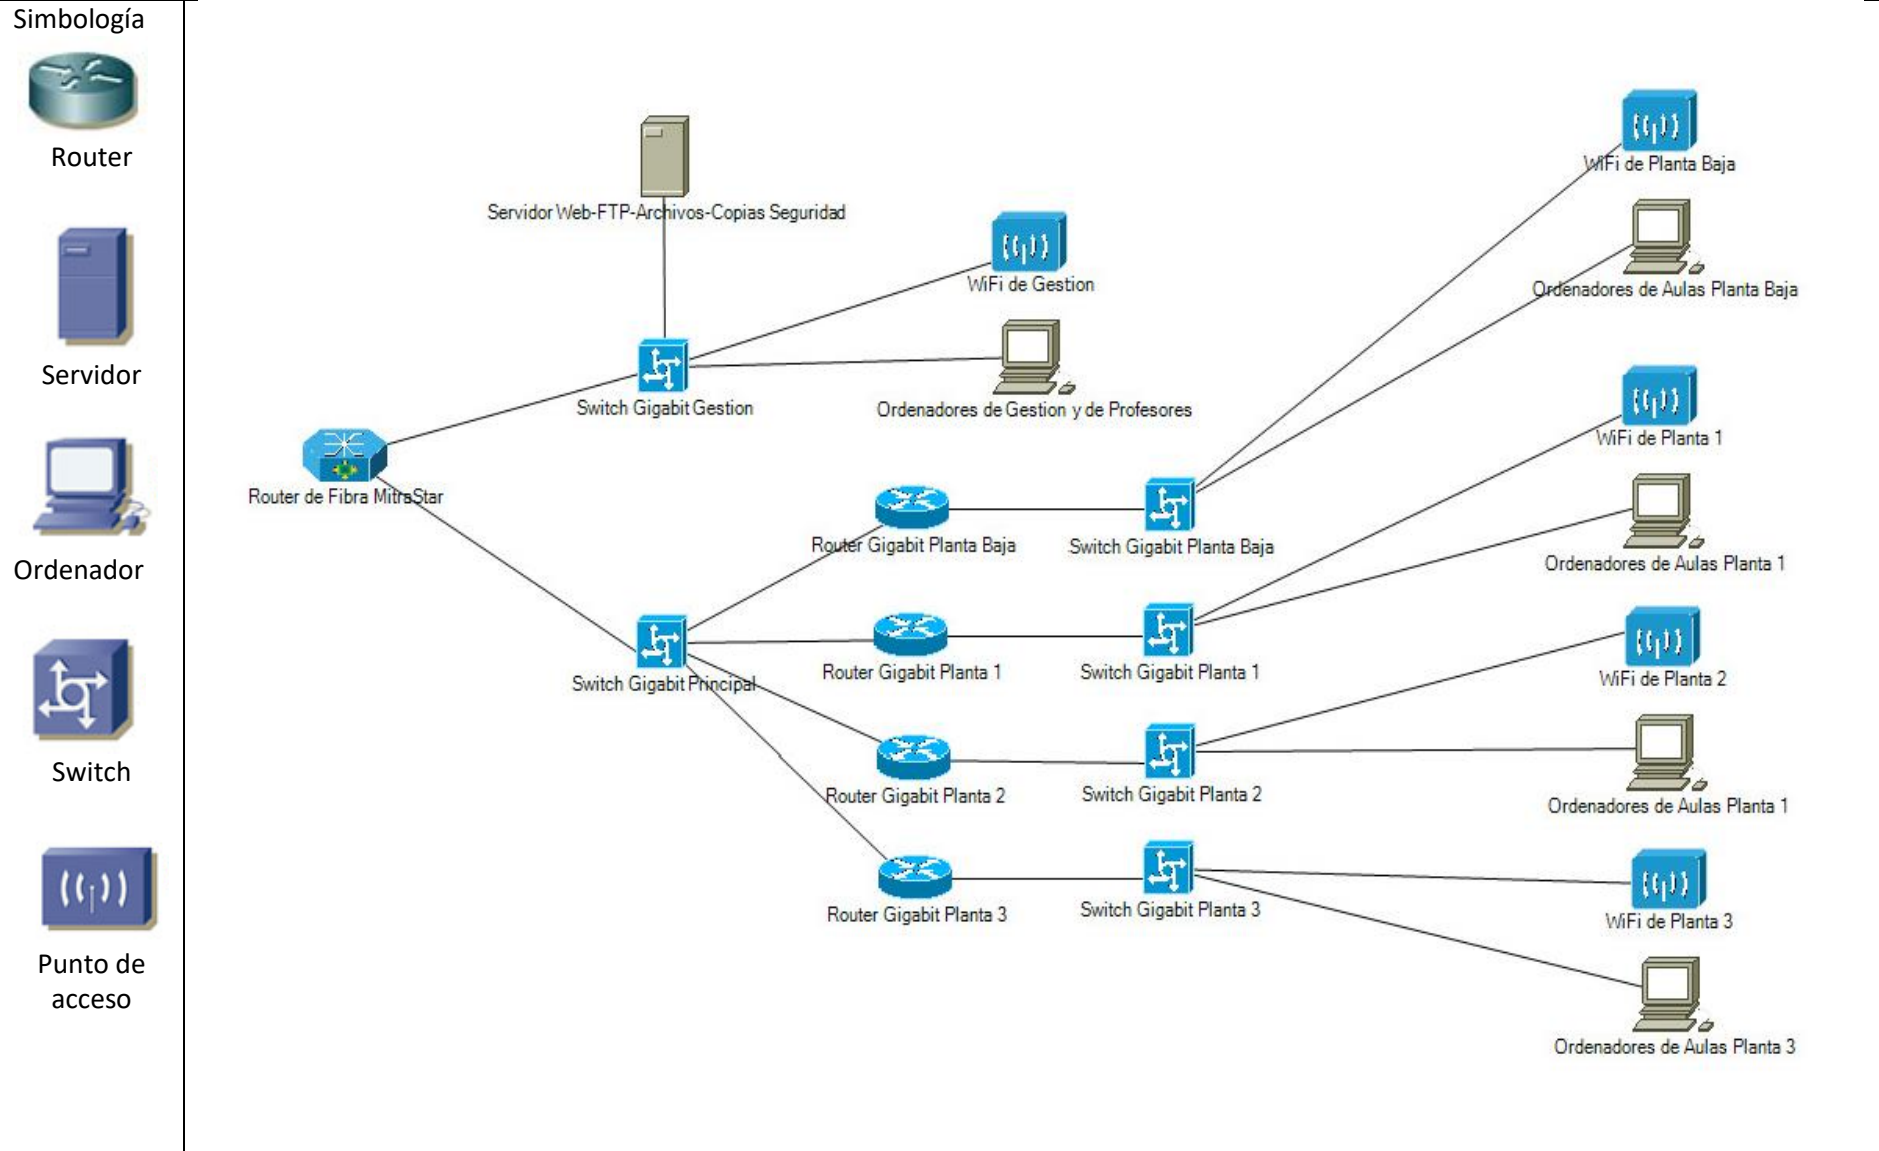 Simbología
Router
Servidor
Ordenador
Switch
Punto de
acceso
Servidor Web-FTP-Archivos-Copias Seguridad
WiFi de Gestion
Switch Gigabit Gestion
Ordenadores de Gestion y de Profesores
Router de Fibra MitraStar
Switch Gigabit Principal
Router Gigabit Planta Baja
Switch Gigabit Planta Baja
WiFi de Planta Baja
Ordenadores de Aulas Planta Baja
Router Gigabit Planta 1
Switch Gigabit Planta 1
WiFi de Planta 1
Ordenadores de Aulas Planta 1
Router Gigabit Planta 2
Switch Gigabit Planta 2
WiFi de Planta 2
Ordenadores de Aulas Planta 1
Router Gigabit Planta 3
Switch Gigabit Planta 3
WiFi de Planta 3
Ordenadores de Aulas Planta 3